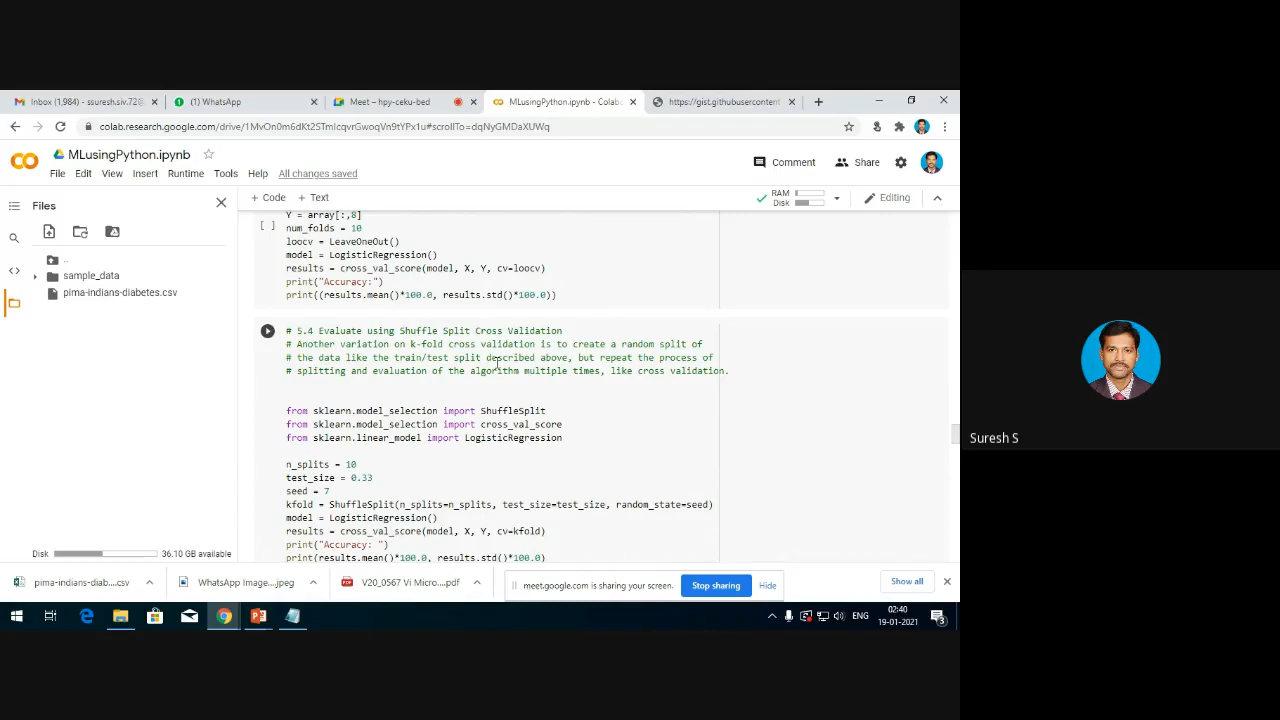 Inbox (1,984) - ssuresh.siv.72@
(1) WhatsApp
Meet – hpy-ceku-bed
MLusingPython.ipynb - Colab
https://gist.githubusercontent
colab.research.google.com/drive/1MvOn0m6dKt2STmIcqvrGwoqVn9tYPx1u#scrollTo=dqNyGMDaXUWq
MLusingPython.ipynb
Comment
Share
File Edit View Insert Runtime Tools Help All changes saved
Files
+ Code + Text
RAM
Disk
Editing
..
sample_data
pima-indians-diabetes.csv
Y = array[:,8]
[ ] num_folds = 10
loocv = LeaveOneOut()
model = LogisticRegression()
results = cross_val_score(model, X, Y, cv=loocv)
print("Accuracy:")
print((results.mean()*100.0, results.std()*100.0))
# 5.4 Evaluate using Shuffle Split Cross Validation
# Another variation on k-fold cross validation is to create a random split of
# the data like the train/test split described above, but repeat the process of
# splitting and evaluation of the algorithm multiple times, like cross validation.
from sklearn.model_selection import ShuffleSplit
from sklearn.model_selection import cross_val_score
from sklearn.linear_model import LogisticRegression
n_splits = 10
test_size = 0.33
seed = 7
kfold = ShuffleSplit(n_splits=n_splits, test_size=test_size, random_state=seed)
model = LogisticRegression()
results = cross_val_score(model, X, Y, cv=kfold)
print("Accuracy: ")
print(results.mean()*100.0, results.std()*100.0)
Disk
36.10 GB available
pima-indians-diab....csv
WhatsApp Image....jpeg
V20_0567 Vi Micro....pdf
meet.google.com is sharing your screen.
Stop sharing
Hide
Show all
ENG
02:40
19-01-2021
3
Suresh S